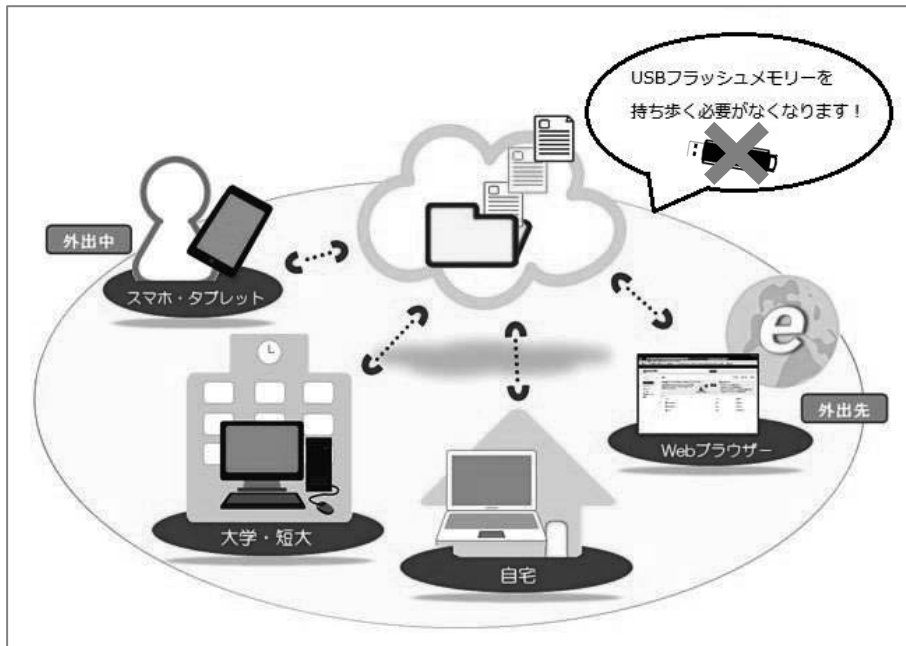 USBフラッシュメモリーを
持ち歩く必要がなくなります！
外出中
スマホ・タブレット
e
外出先
Webブラウザー
大学・短大
自宅